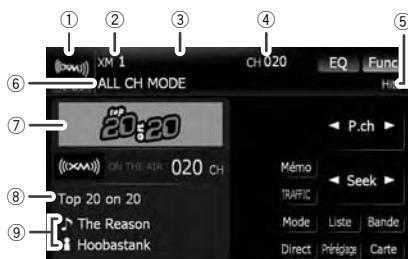 ① ② ③ ④ ⑤
((XM)) XM 1 CH 020 EQ Func
⑥ ALL CH MODE Hit
⑦ top 20 on 20 ◄ P.ch ►
((XM)) ON THE AIR 020 CH Mémo
TRAFFIC ◄ Seek ►
⑧ Top 20 on 20
⑨ The Reason Mode Liste Bande
Hoobastank Direct Préréglage Carte